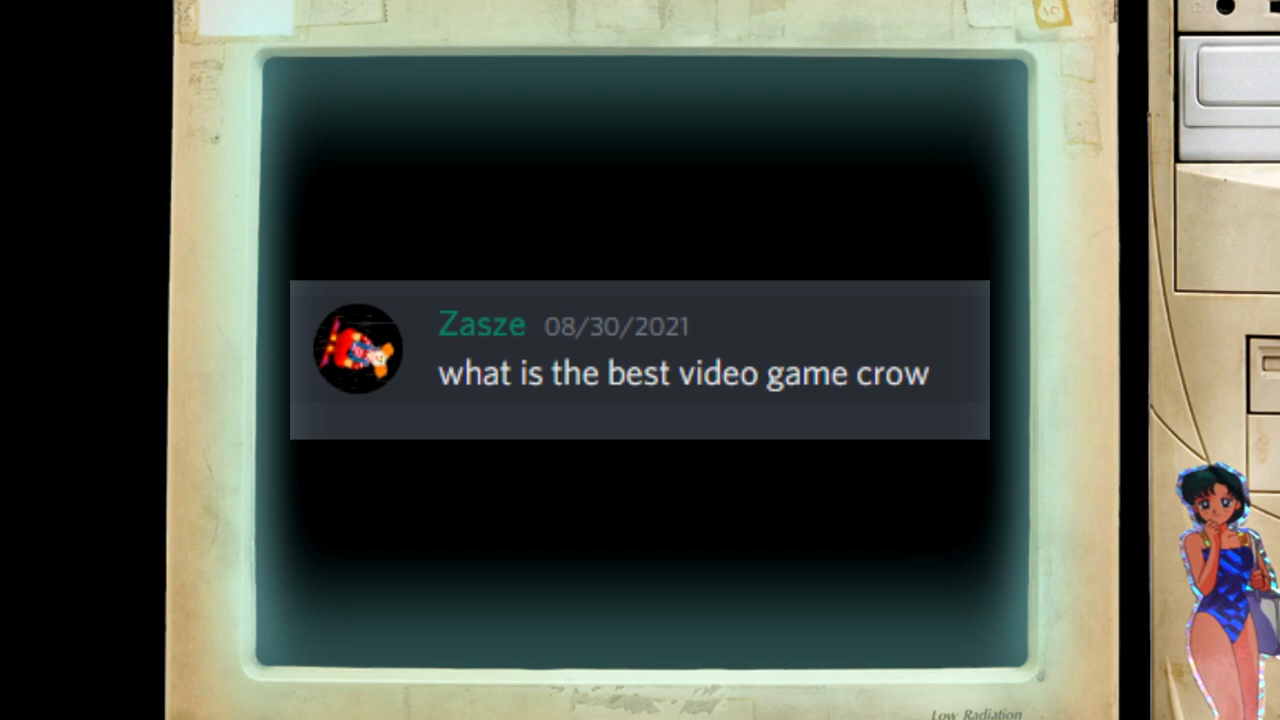 Zasze 08/30/2021
what is the best video game crow
Low Radiation